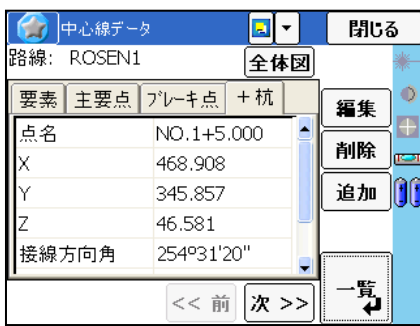 中心線データ
閉じる
路線: ROSEN1
全体図
要素 主要点 ブレーキ点 +杭
編集
点名 NO.1+5.000
削除
X 468.908
Y 345.857
追加
Z 46.581
接線方向角 254°31'20"
<< 前 次 >>
一覧